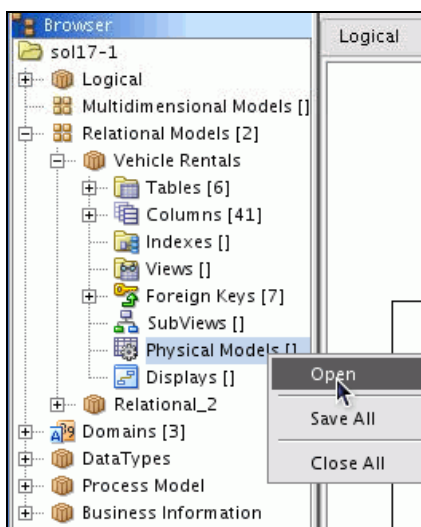 Browser
Logical
sol17-1
Logical
Multidimensional Models []
Relational Models [2]
Vehicle Rentals
Tables [6]
Columns [41]
Indexes []
Views []
Foreign Keys [7]
SubViews []
Physical Models []
Open
Displays []
Relational_2
Save All
Domains [3]
DataTypes
Close All
Process Model
Business Information